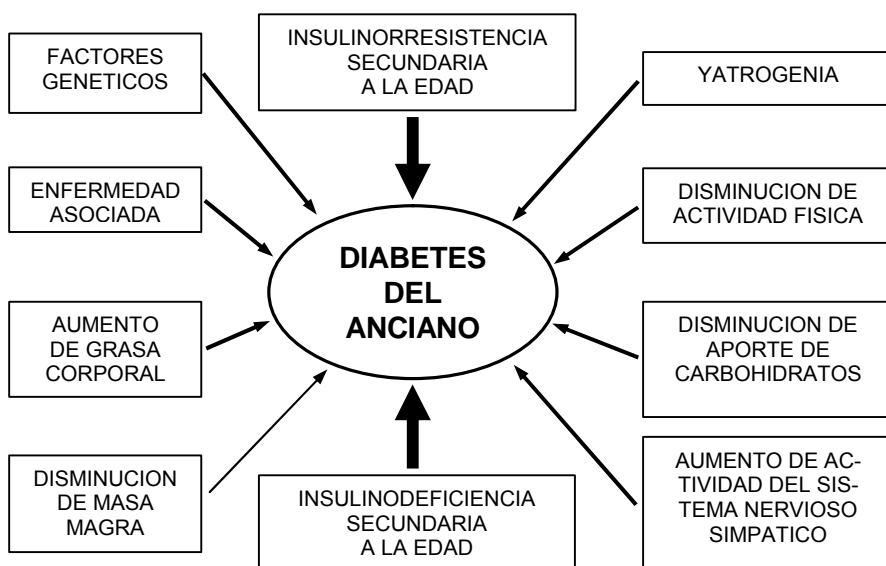 FACTORES
GENETICOS
INSULINORRESISTENCIA
SECUNDARIA
A LA EDAD
YATROGENIA
ENFERMEDAD
ASOCIADA
DISMINUCION DE
ACTIVIDAD FISICA
DIABETES
DEL
ANCIANO
AUMENTO
DE GRASA
CORPORAL
DISMINUCION DE
APORTE DE
CARBOHIDRATOS
DISMINUCION
DE MASA
MAGRA
INSULINODEFICIENCIA
SECUNDARIA
A LA EDAD
AUMENTO DE AC-
TIVIDAD DEL SIS-
TEMA NERVIOSO
SIMPATICO